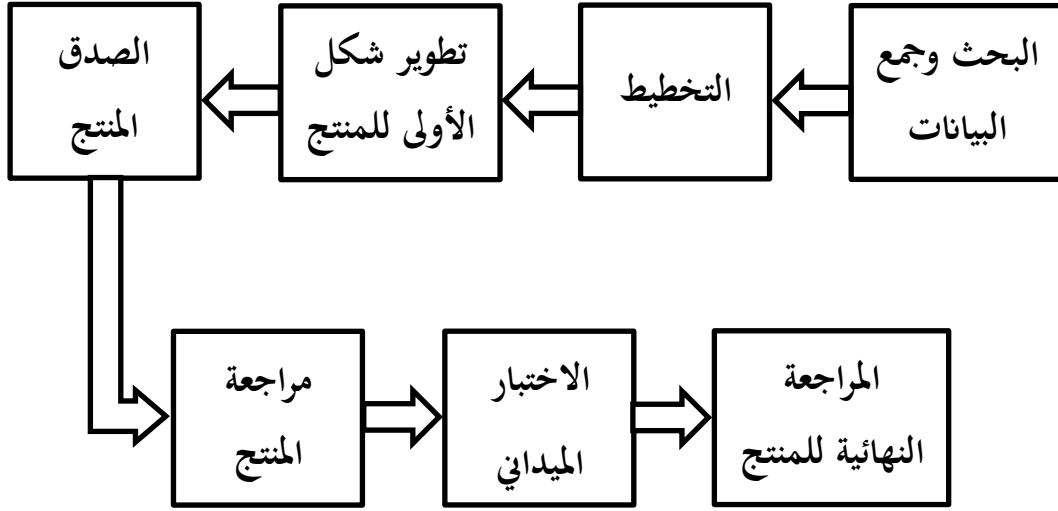 البحث وجمع
البيانات
التخطيط
تطوير شكل
الأولى للمنتج
الصدق
المنتج
مراجعة
المنتج
الاختبار
الميداني
المراجعة
النهائية للمنتج